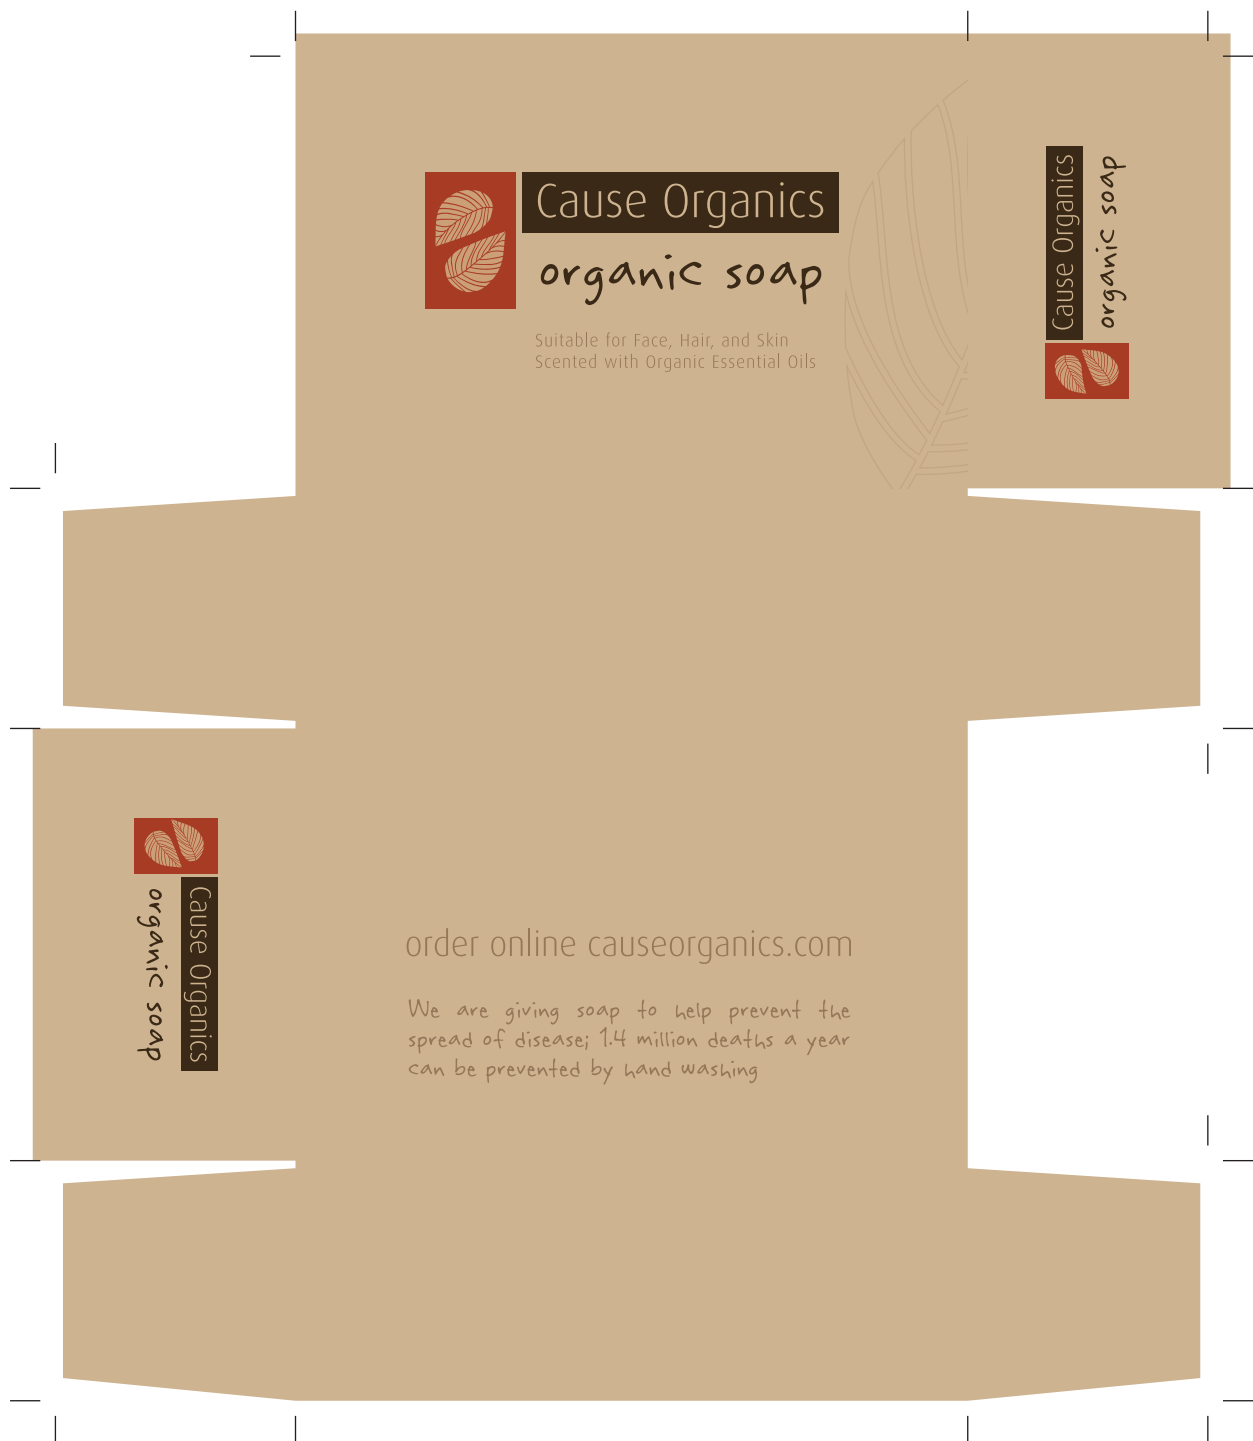 Cause Organics
organic soap
Suitable for Face, Hair, and Skin
Scented with Organic Essential Oils
Cause Organics
organic soap
Cause Organics
organic soap
order online causeorganics.com
We are giving soap to help prevent the
spread of disease; 1.4 million deaths a year
can be prevented by hand washing